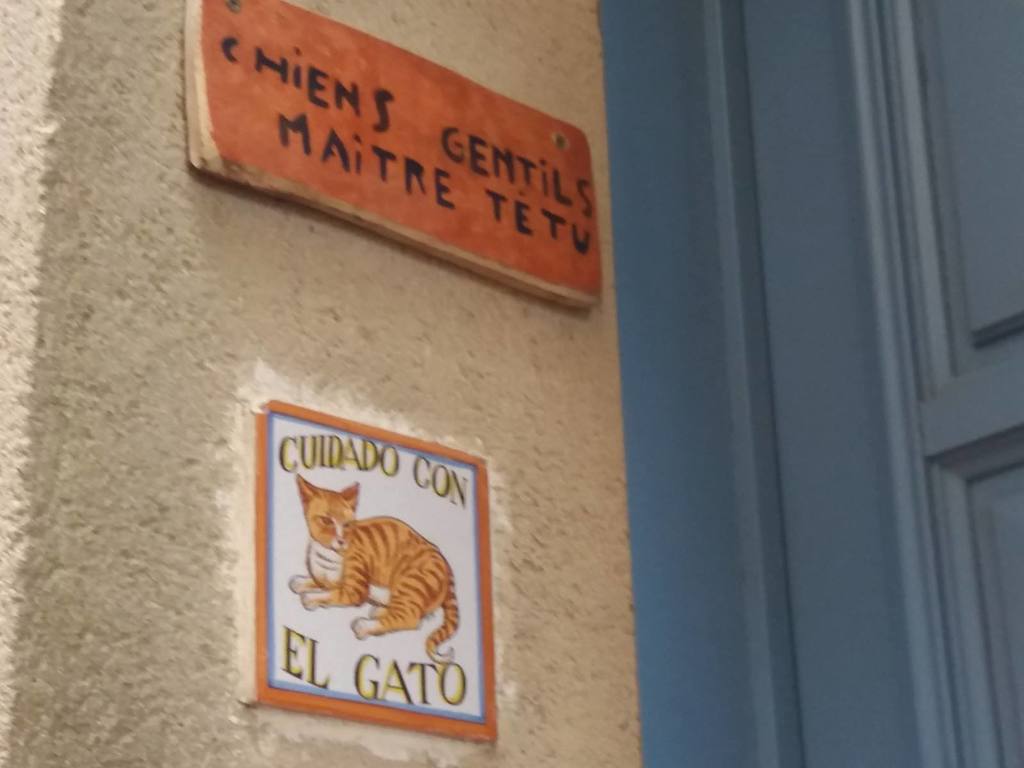 CHiENS GENTiLS
MAiTRE TÊTU
CUIDADO CON
EL GATO